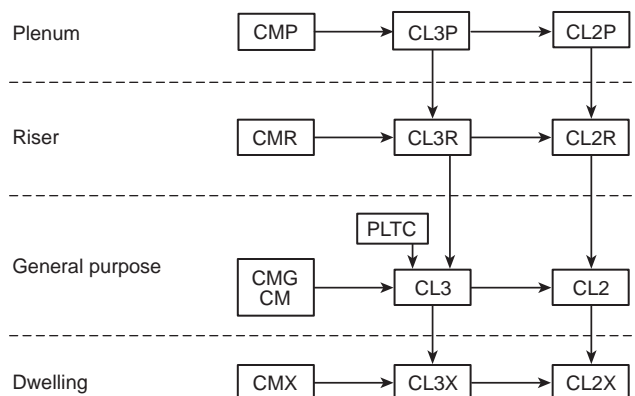 Plenum
CMP
CL3P
CL2P
Riser
CMR
CL3R
CL2R
PLTC
General purpose
CMG
CM
CL3
CL2
Dwelling
CMX
CL3X
CL2X